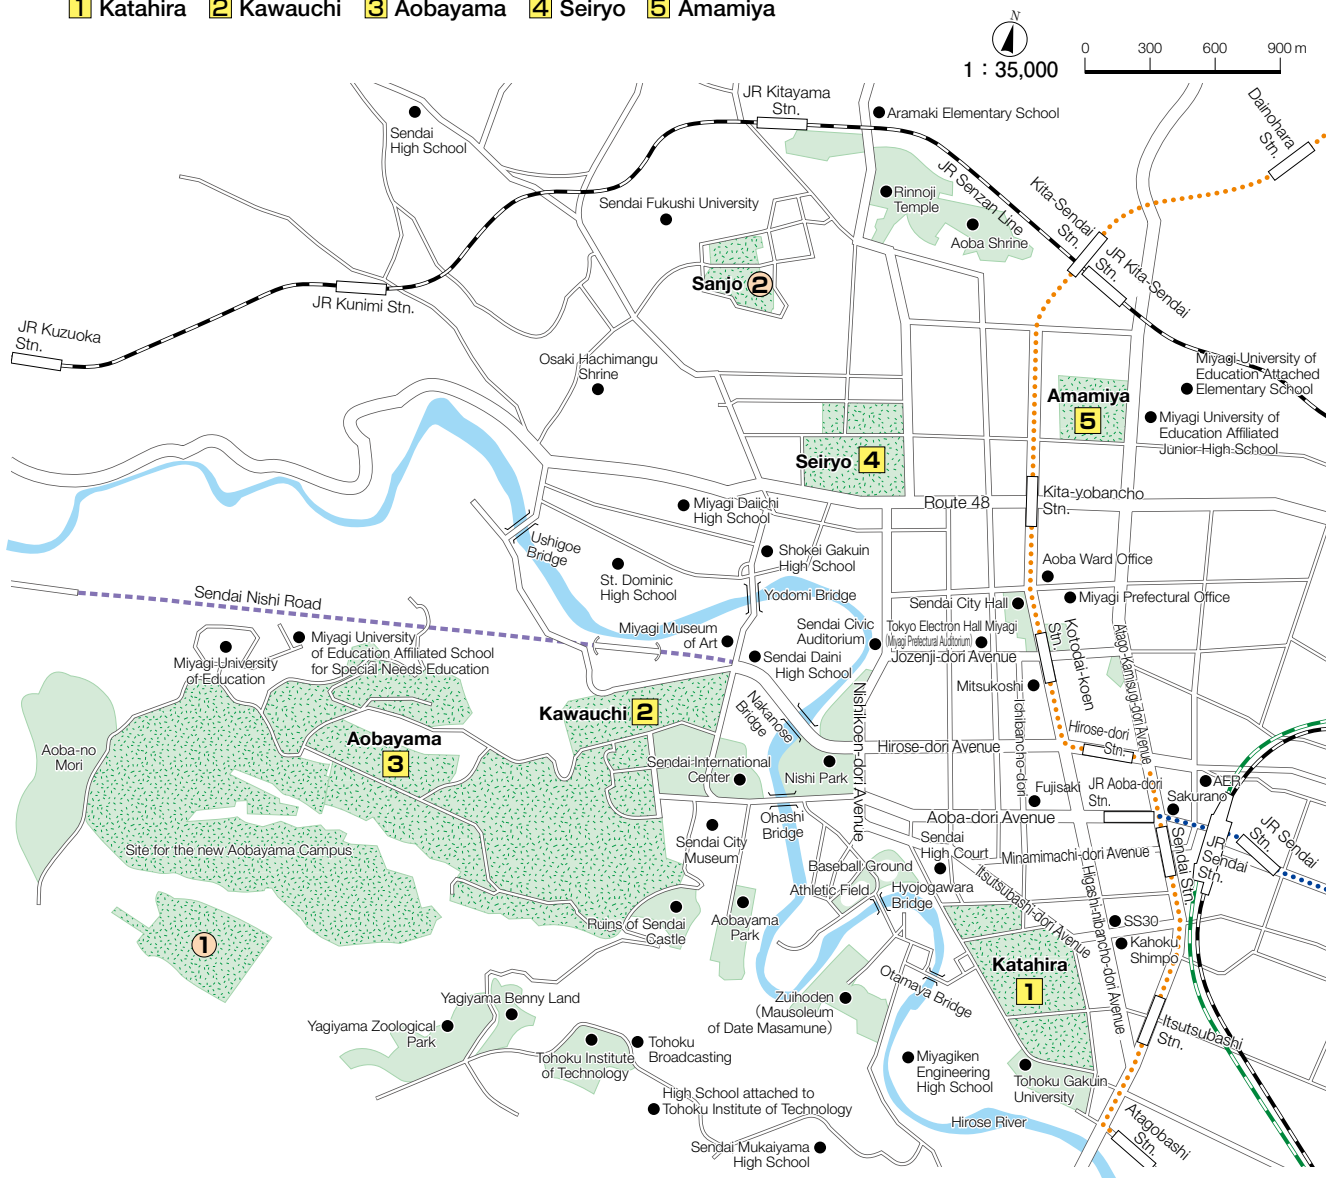 1 Katahira 2 Kawauchi 3 Aobayama 4 Seiryo 5 Amamiya
N
1 : 35,000
0 300 600 900 m
JR Kitayama
Stn.
Aramaki Elementary School
Dainohara
Stn.
Sendai
High School
JR Senzan Line
Kita-Sendai
Stn.
Rinnoji
Temple
Sendai Fukushi University
Aoba Shrine
JR Kita-Sendai
Stn.
Sanjo 2
JR Kunimi Stn.
JR Kuzuoka
Stn.
Osaki Hachimangu
Shrine
Miyagi University of
Education Attached
Elementary School
Amamiya
5
Miyagi University of
Education Affiliated
Junior High School
Seiryo 4
Route 48
Kita-yobancho
Stn.
Miyagi Daiichi
High School
Ushigoe
Bridge
Shokei Gakuin
High School
Aoba Ward Office
St. Dominic
High School
Yodomi Bridge
Sendai City Hall
Miyagi Prefectural Office
Sendai Nishi Road
Miyagi Museum
of Art
Sendai Civic
Auditorium
Tokyo Electron Hall Miyagi
(Miyagi Prefectural Auditorium)
Kotodai-koen
Stn.
Atago Kamisugi-dori Avenue
Miyagi University
of Education
Miyagi University
of Education Affiliated School
for Special Needs Education
Sendai Daini
High School
Jozenji-dori Avenue
Mitsukoshi
Ichibancho-dori
Kawauchi 2
Nakanose
Bridge
Nishikoen-dori Avenue
Aobayama
3
Hirose-dori
Stn.
Hirose-dori Avenue
Aoba-no
Mori
Sendai International
Center
Nishi Park
Fujisaki
JR Aoba-dori
Stn.
AER
Sakurano
Ohashi
Bridge
Aoba-dori Avenue
Sendai Stn.
JR
Sendai
Stn.
JR Sendai
Stn.
Sendai City
Museum
Sendai
High Court
Minamimachi-dori Avenue
Site for the new Aobayama Campus
Baseball Ground
Athletic Field
Hyojogawara
Bridge
Itsutsubashi-dori Avenue
Higashi-nibancho-dori Avenue
Ruins of Sendai
Castle
Aobayama
Park
SS30
Kahoku
Shimpo
1
Katahira
1
Otamaya Bridge
Yagiyama Benny Land
Zuihoden
(Mausoleum
of Date Masamune)
Yagiyama Zoological
Park
Itsutsubashi
Stn.
Tohoku Institute
of Technology
Tohoku
Broadcasting
Miyagiken
Engineering
High School
Tohoku Gakuin
University
High School attached to
Tohoku Institute of Technology
Hirose River
Atagobashi
Stn.
Sendai Mukaiyama
High School